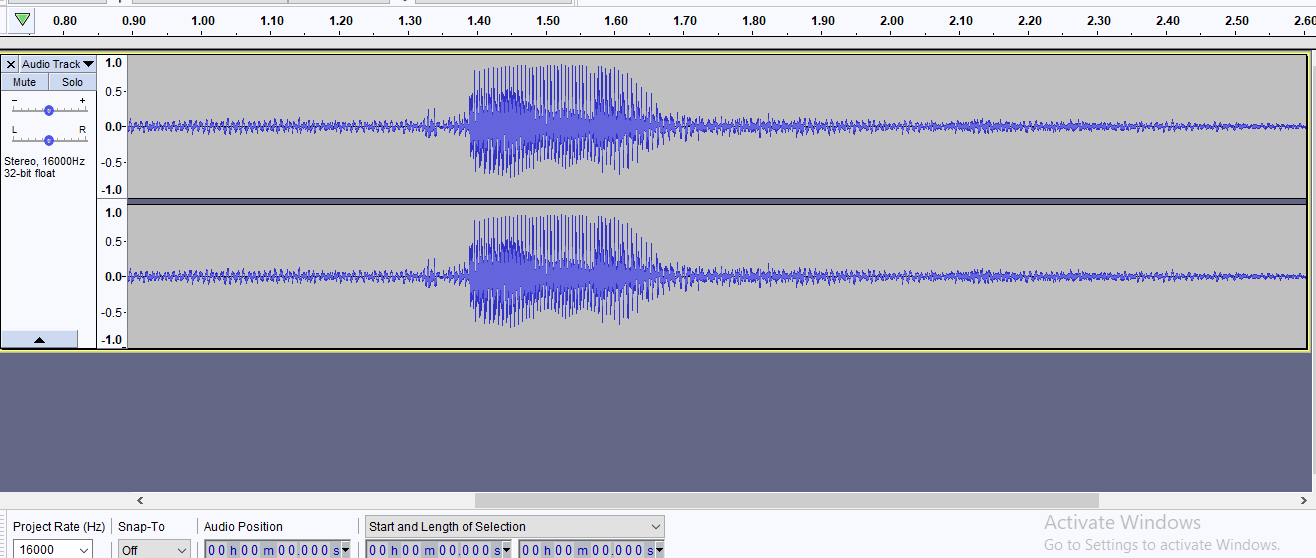 0.80 0.90 1.00 1.10 1.20 1.30 1.40 1.50 1.60 1.70 1.80 1.90 2.00 2.10 2.20 2.30 2.40 2.50 2.60
Audio Track
Mute Solo
- +
L R
Stereo, 16000Hz
32-bit float
1.0
0.5-
0.0-
-0.5-
-1.0
1.0
0.5-
0.0-
-0.5-
-1.0
Project Rate (Hz) Snap-To Audio Position Start and Length of Selection
16000 Off 00 h 00 m 00.000 s 00 h 00 m 00.000 s 00 h 00 m 00.000 s
Activate Windows
Go to Settings to activate Windows.